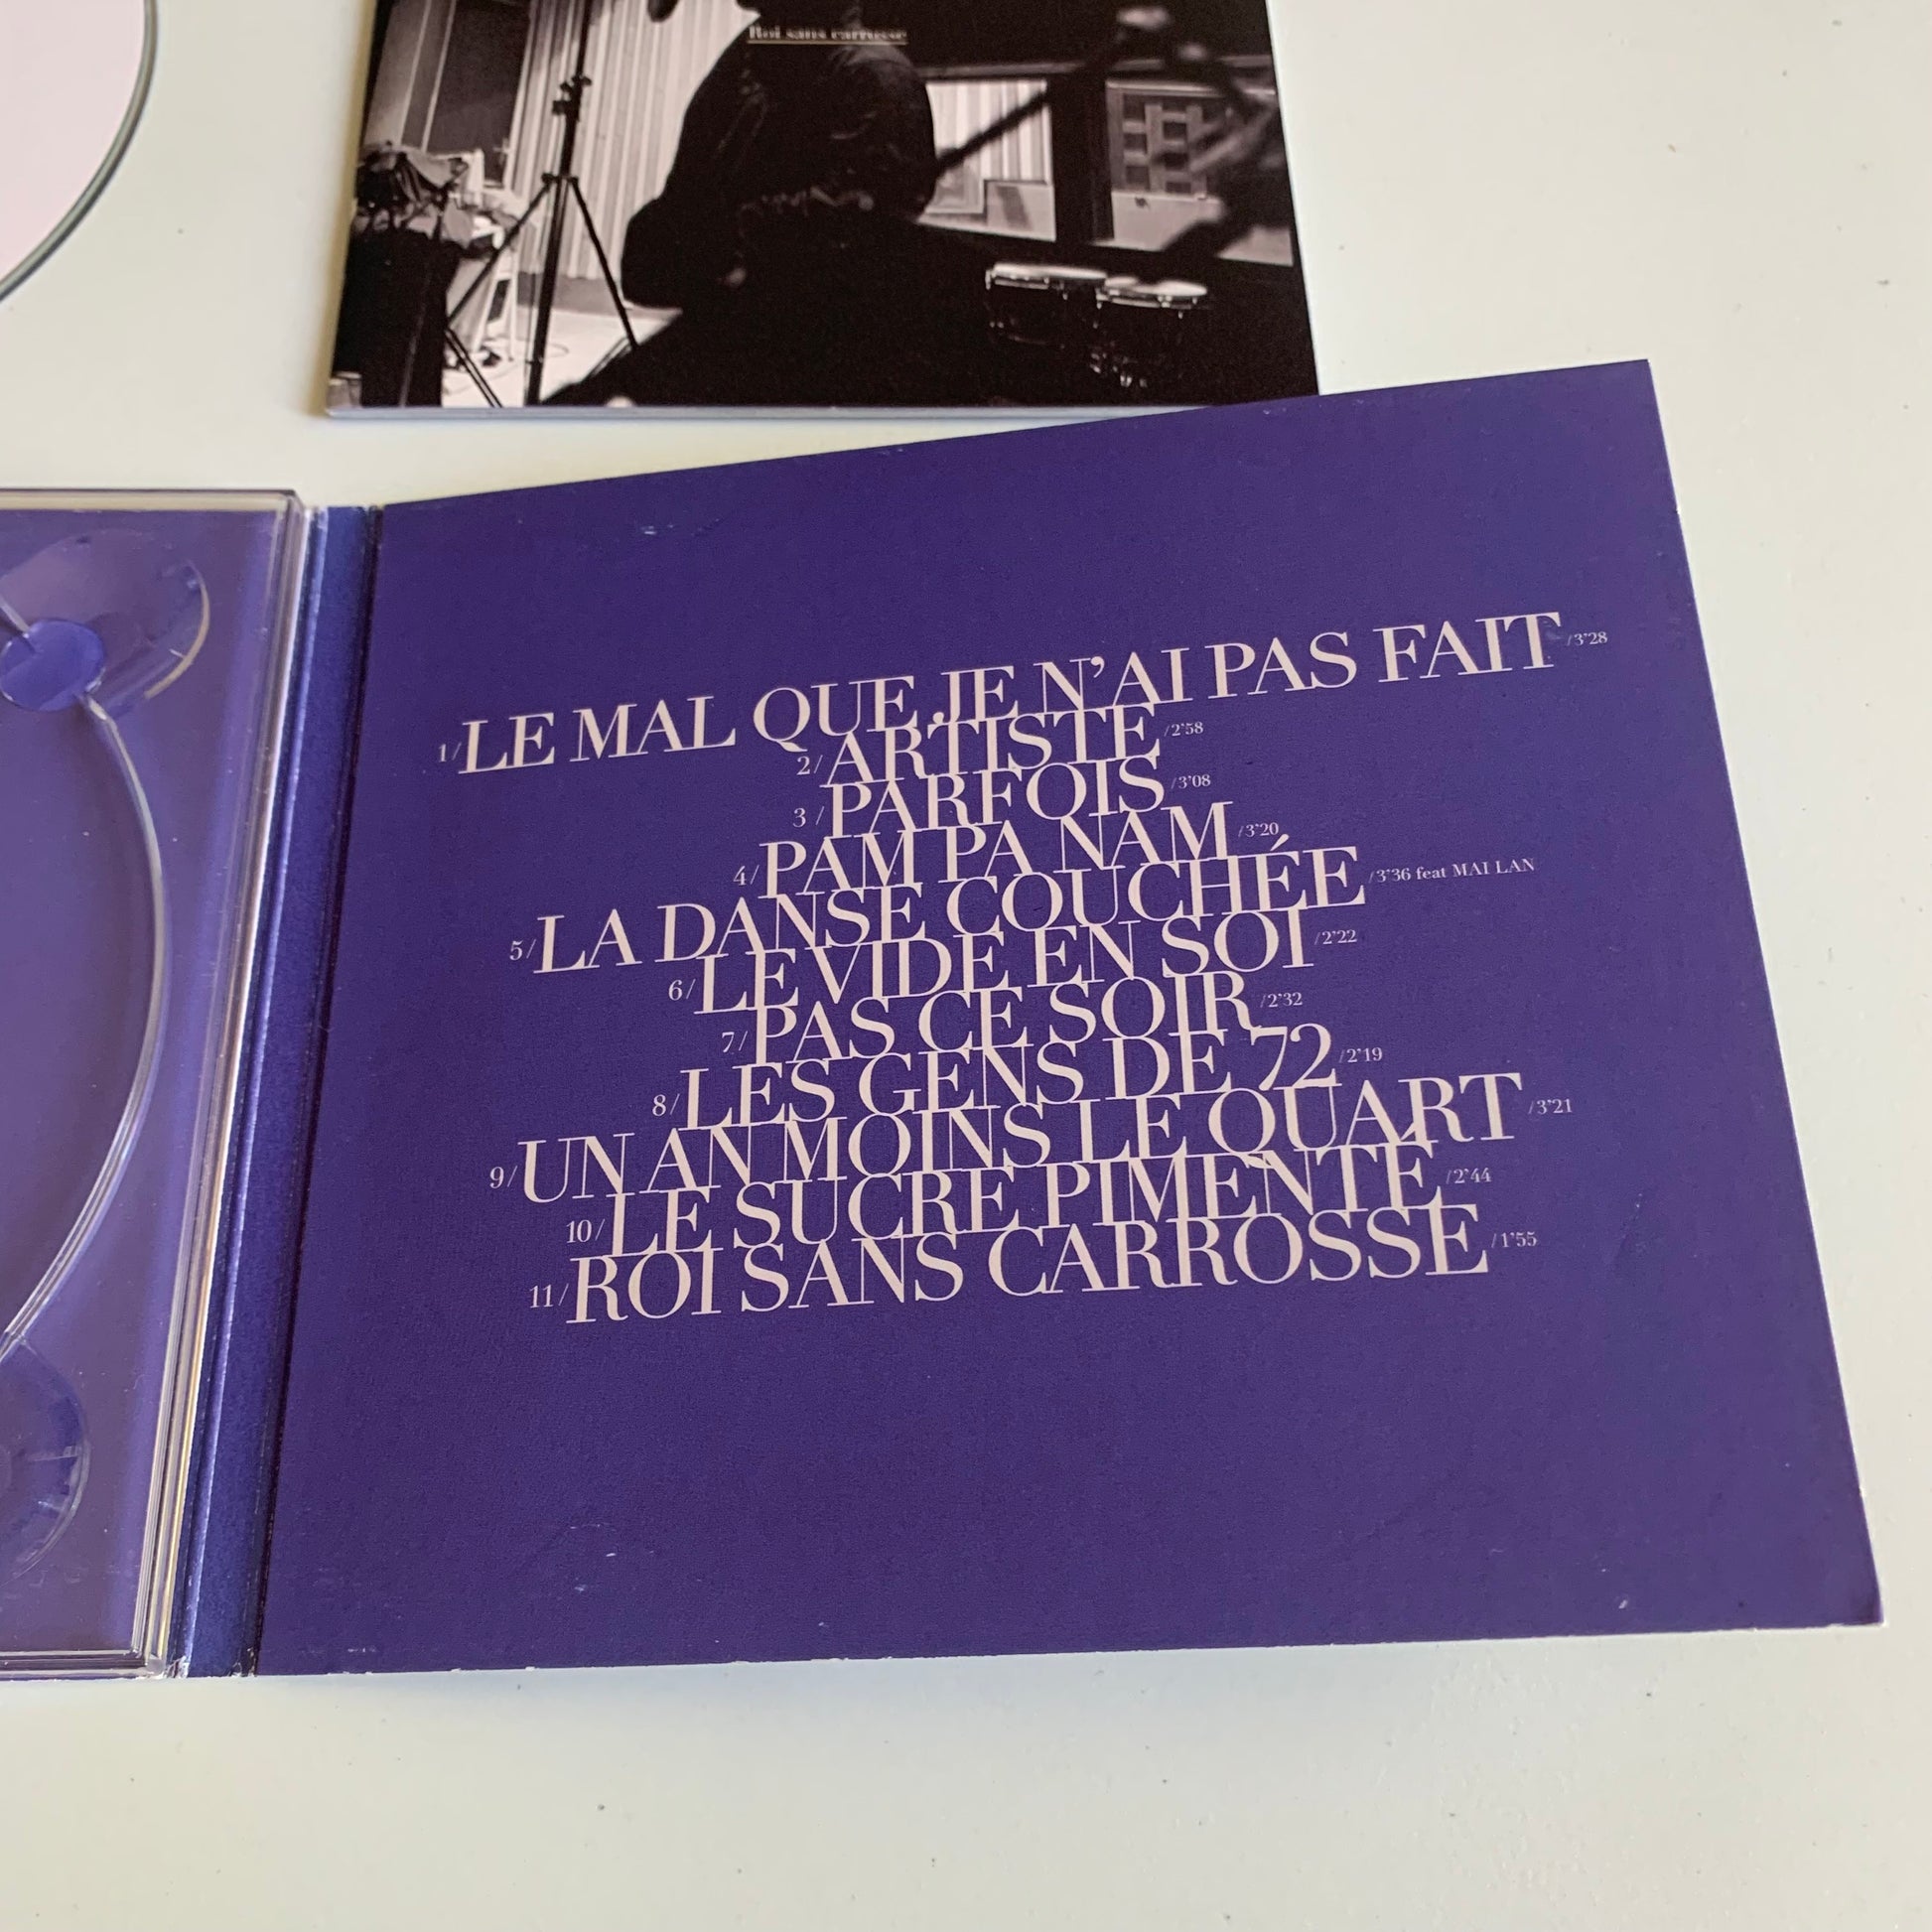 Roi sans carrosse
1/LE MAL QUE JE N'AI PAS FAIT/3'28
2/ARTISTE/2'58
3/PARFOIS/3'08
4/PAM PA NAM/3'20
5/LA DANSE COUCHÉE/3'36 feat MAI LAN
6/LE VIDE EN SOI/2'22
7/PAS CE SOIR/2'32
8/LES GENS DE 72/2'19
9/UN AN MOINS LE QUART/3'21
10/LE SUCRE PIMENTÉ/2'44
11/ROI SANS CARROSSE/1'55